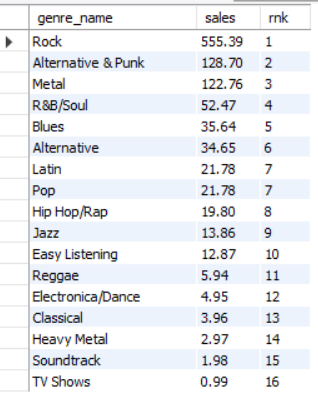 genre_name sales rnk
Rock 555.39 1
Alternative & Punk 128.70 2
Metal 122.76 3
R&B/Soul 52.47 4
Blues 35.64 5
Alternative 34.65 6
Latin 21.78 7
Pop 21.78 7
Hip Hop/Rap 19.80 8
Jazz 13.86 9
Easy Listening 12.87 10
Reggae 5.94 11
Electronica/Dance 4.95 12
Classical 3.96 13
Heavy Metal 2.97 14
Soundtrack 1.98 15
TV Shows 0.99 16